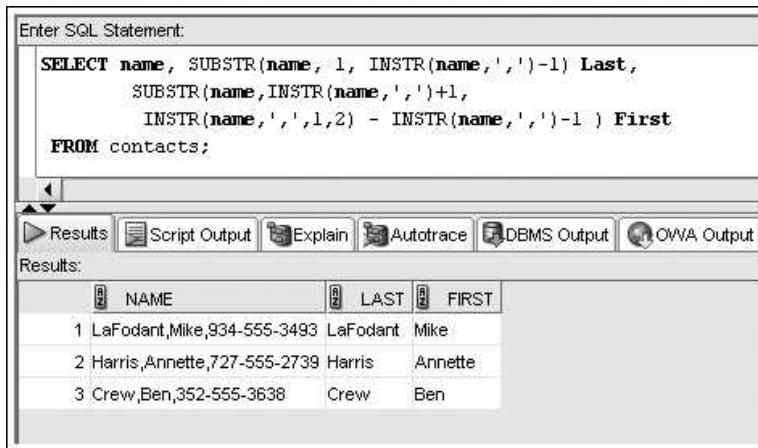 Enter SQL Statement:
SELECT name, SUBSTR(name, 1, INSTR(name,',')-1) Last,
SUBSTR(name,INSTR(name,',')+1,
INSTR(name,',',1,2) - INSTR(name,',')-1 ) First
FROM contacts;
Results Script Output Explain Autotrace DBMS Output OWA Output
Results:
NAME LAST FIRST
1 LaFodant,Mike,934-555-3493 LaFodant Mike
2 Harris,Annette,727-555-2739 Harris Annette
3 Crew,Ben,352-555-3638 Crew Ben